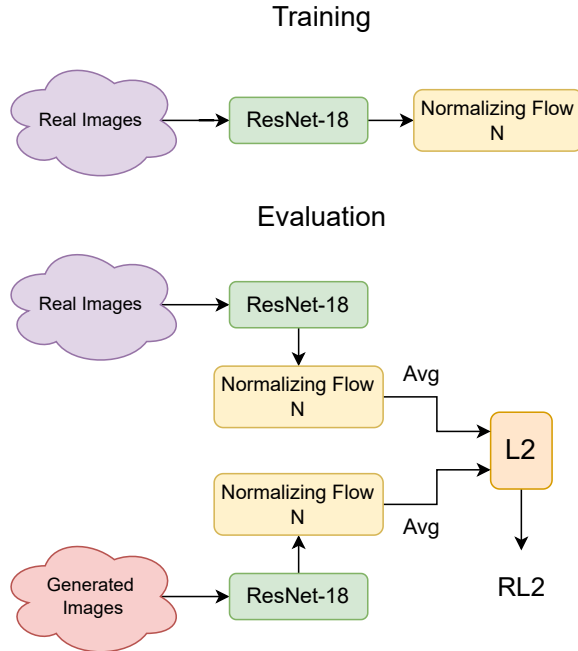 Training
Real Images
ResNet-18
Normalizing Flow
N
Evaluation
Real Images
ResNet-18
Normalizing Flow
N
Avg
L2
Normalizing Flow
N
Avg
Generated
Images
ResNet-18
RL2